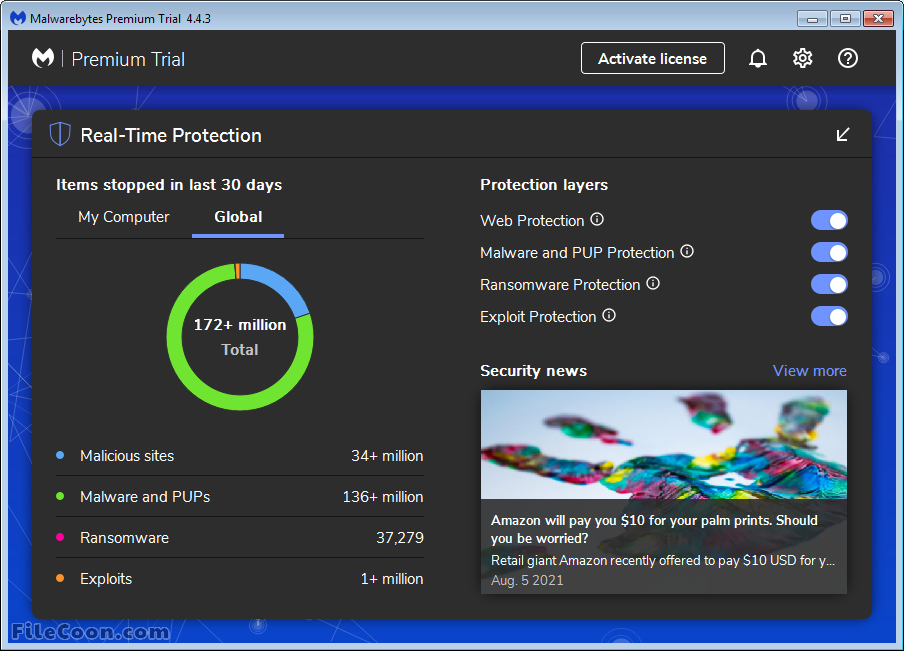 Malwarebytes Premium Trial 4.4.3
Premium Trial
Activate license
Real-Time Protection
Items stopped in last 30 days
My Computer
Global
172+ million
Total
Malicious sites 34+ million
Malware and PUPs 136+ million
Ransomware 37,279
Exploits 1+ million
Protection layers
Web Protection
Malware and PUP Protection
Ransomware Protection
Exploit Protection
Security news View more
Amazon will pay you $10 for your palm prints. Should
you be worried?
Retail giant Amazon recently offered to pay $10 USD for y...
Aug. 5 2021
FileCoon.com